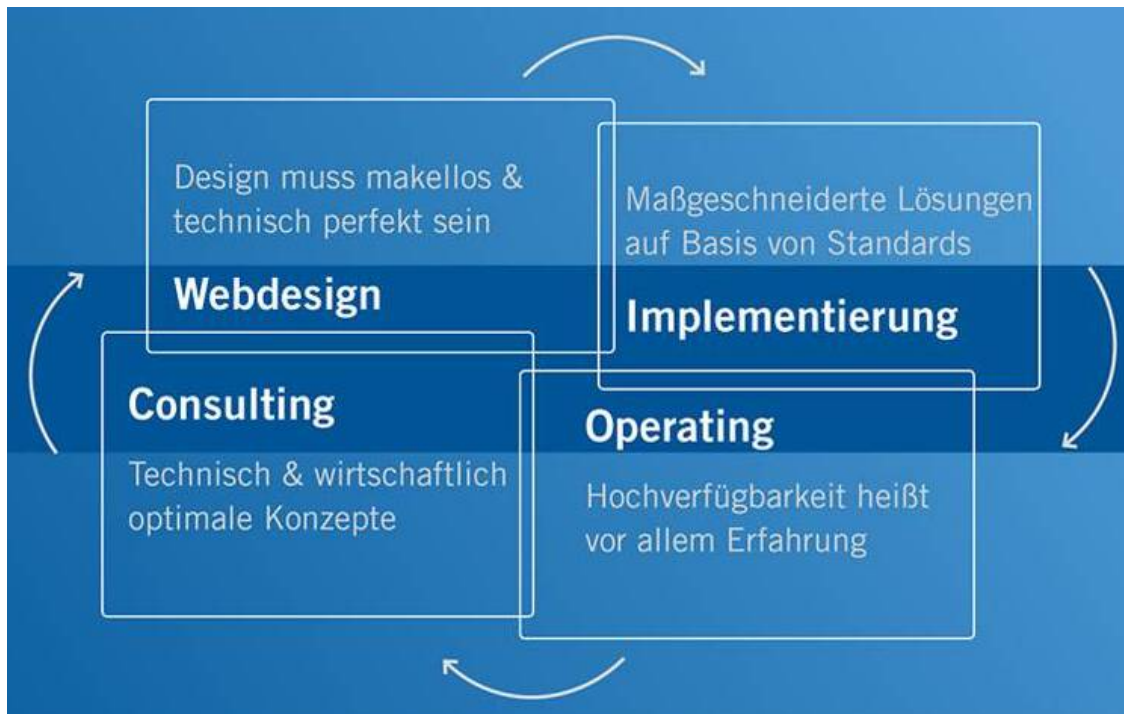 Design muss makellos &
technisch perfekt sein
Webdesign
Maßgeschneiderte Lösungen
auf Basis von Standards
Implementierung
Consulting
Technisch & wirtschaftlich
optimale Konzepte
Operating
Hochverfügbarkeit heißt
vor allem Erfahrung